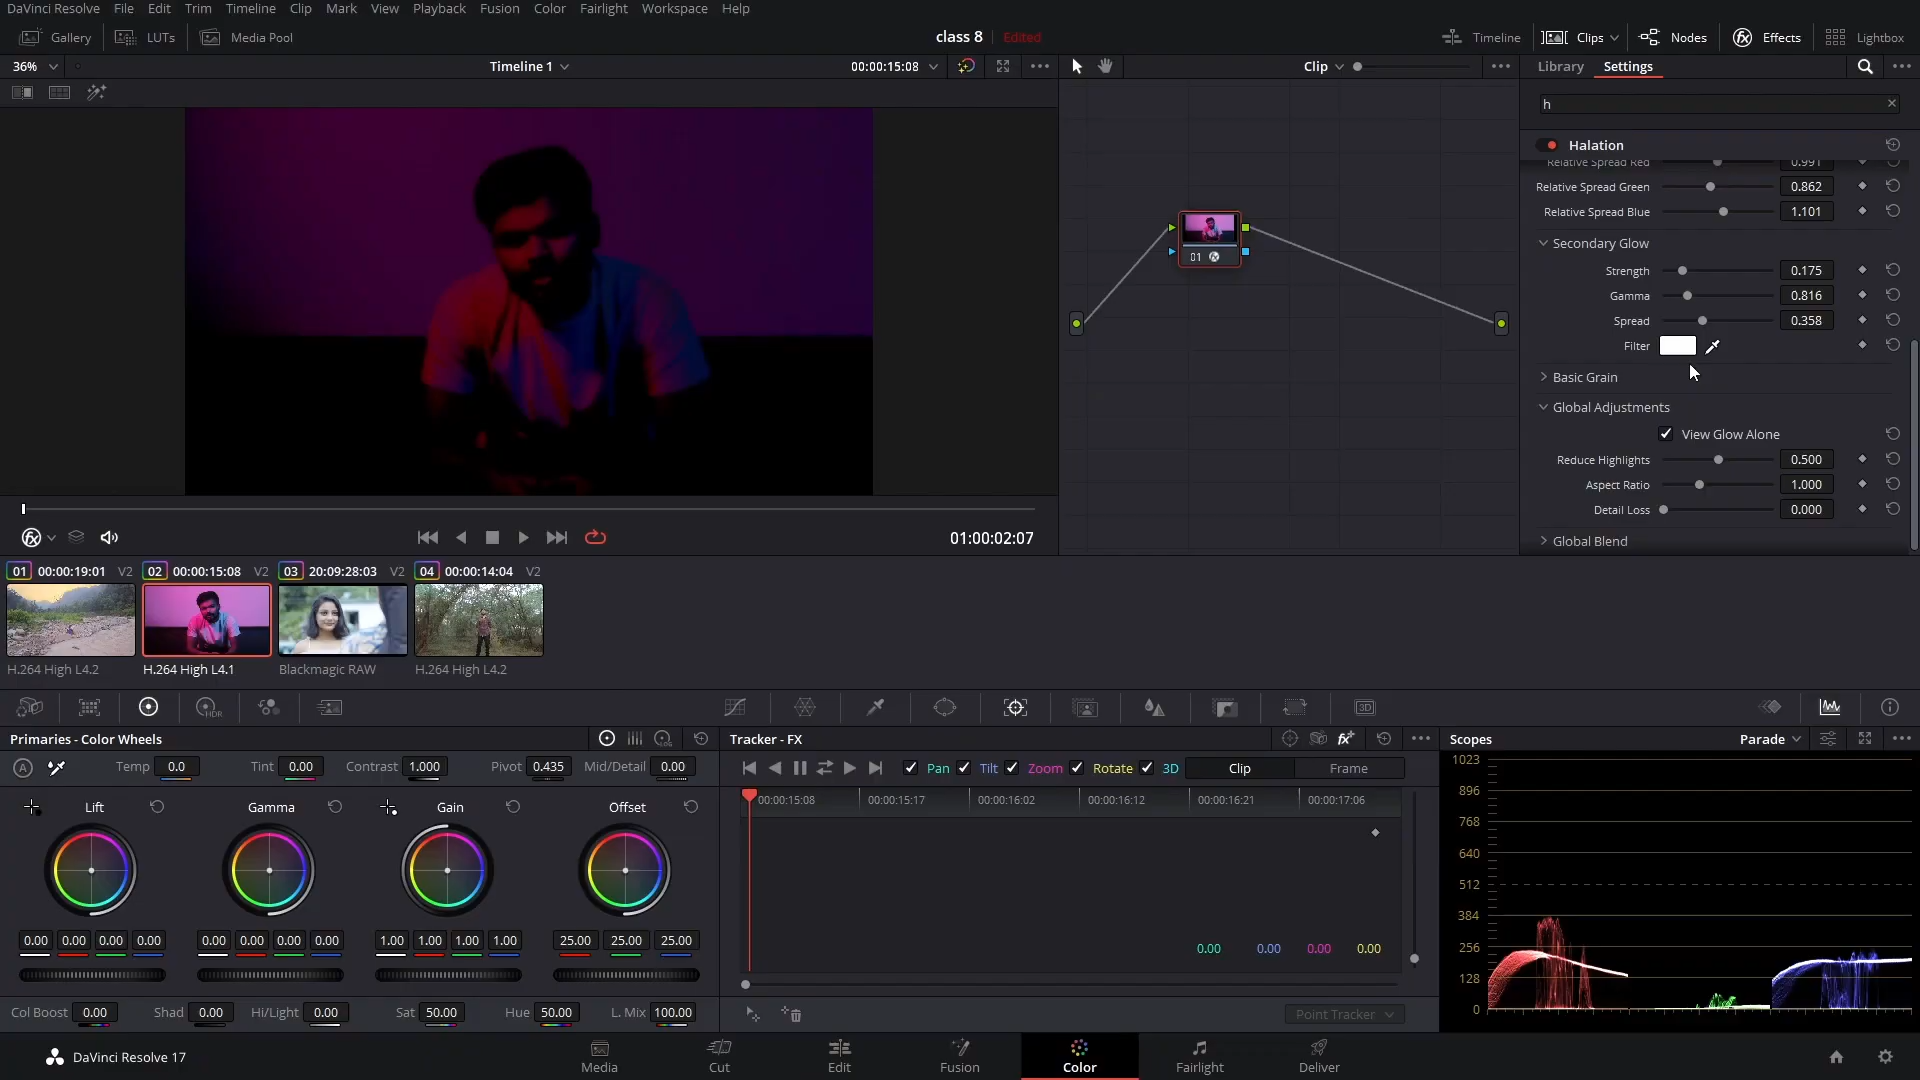 DaVinci Resolve File Edit Trim Timeline Clip Mark View Playback Fusion Color Fairlight Workspace Help
Gallery LUTs Media Pool class 8 Edited Timeline Clips Nodes Effects Lightbox
36% Timeline 1 00:00:15:08 Clip Library Settings
h
Halation
Relative Spread Red 0.991
Relative Spread Green 0.862
Relative Spread Blue 1.101
Secondary Glow
Strength 0.175
Gamma 0.816
Spread 0.358
Filter
Basic Grain
Global Adjustments
View Glow Alone
Reduce Highlights 0.500
Aspect Ratio 1.000
Detail Loss 0.000
Global Blend
01
01:00:02:07
01 00:00:19:01 V2 02 00:00:15:08 V2 03 20:09:28:03 V2 04 00:00:14:04 V2
H.264 High L4.2 H.264 High L4.1 Blackmagic RAW H.264 High L4.2
HDR 3D
Primaries - Color Wheels LOG Tracker - FX fx Scopes Parade
A Temp 0.0 Tint 0.00 Contrast 1.000 Pivot 0.435 Mid/Detail 0.00
Pan Tilt Zoom Rotate 3D Clip Frame
Lift Gamma Gain Offset
00:00:15:08 00:00:15:17 00:00:16:02 00:00:16:12 00:00:16:21 00:00:17:06
0.00 0.00 0.00 0.00 0.00 0.00 0.00 0.00 1.00 1.00 1.00 1.00 25.00 25.00 25.00
0.00 0.00 0.00 0.00
Col Boost 0.00 Shad 0.00 Hi/Light 0.00 Sat 50.00 Hue 50.00 L. Mix 100.00
Point Tracker
1023
896
768
640
512
384
256
128
0
DaVinci Resolve 17 Media Cut Edit Fusion Color Fairlight Deliver